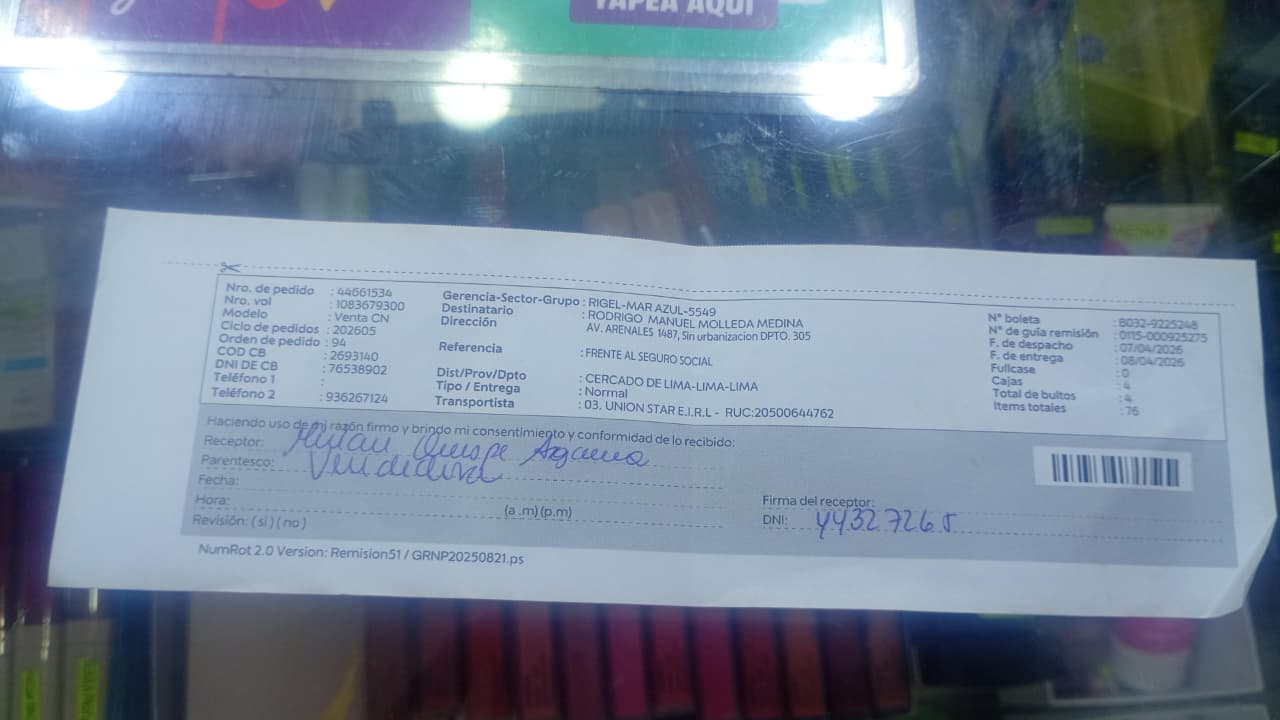 YAPEA AQUÍ
Nro. de pedido : 44661534
Nro. vol : 1083679300
Modelo : Venta CN
Ciclo de pedidos : 202605
Orden de pedido : 94
COD CB : 2693140
DNI DE CB : 76538902
Teléfono 1 :
Teléfono 2 : 936267124
Gerencia-Sector-Grupo : RIGEL-MAR AZUL-5549
Destinatario : RODRIGO MANUEL MOLLEDA MEDINA
Dirección AV. ARENALES 1487, Sin urbanizacion DPTO. 305
Referencia : FRENTE AL SEGURO SOCIAL
Dist/Prov/Dpto : CERCADO DE LIMA-LIMA-LIMA
Tipo / Entrega : Normal
Transportista : 03. UNION STAR E.I.R.L - RUC:20500644762
N° boleta : B032-9225248
N° de guía remisión : 0115-000925275
F. de despacho : 07/04/2026
F. de entrega : 08/04/2026
Fullcase : 0
Cajas : 4
Total de bultos : 4
Items totales : 76
Haciendo uso de mi razón firmo y brindo mi consentimiento y conformidad de lo recibido:
Receptor: Quispe
Parentesco: Vendedora
Fecha:
Hora: (a .m) (p.m)
Revisión: ( si ) ( no )
Firma del receptor:
DNI: 44327265
NumRot 2.0 Version: Remision51 / GRNP20250821.ps